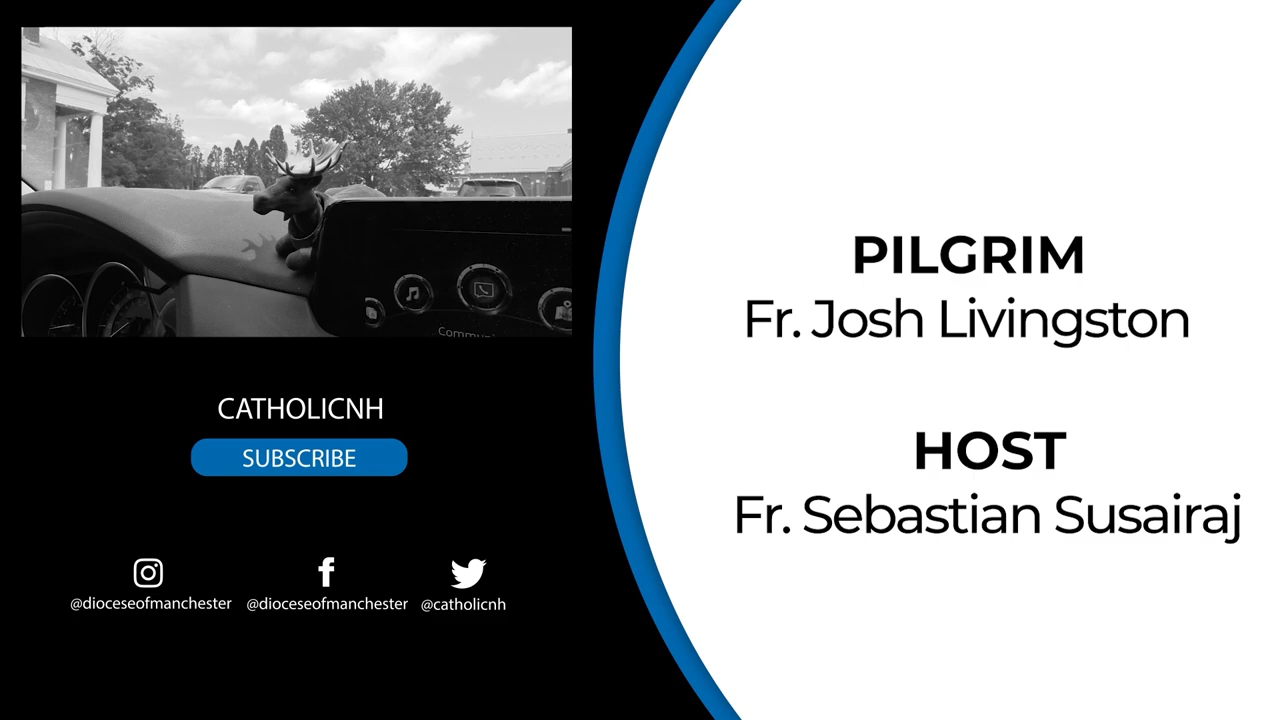 CATHOLICNH
SUBSCRIBE
@dioceseofmanchester
@dioceseofmanchester
@catholicnh
PILGRIM
Fr. Josh Livingston
HOST
Fr. Sebastian Susairaj